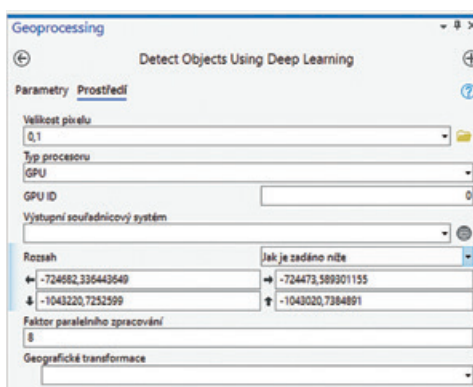 Geoprocessing
Detect Objects Using Deep Learning
Parametry Prostředí
Velikost pixelu
0,1
Typ procesoru
GPU
GPU ID 0
Výstupní souřadnicový systém
Rozsah Jak je zadáno níže
-724682,336443649 -724473,589301155
-1043220,7252599 -1043020,7384891
Faktor paralelního zpracování
8
Geografické transformace